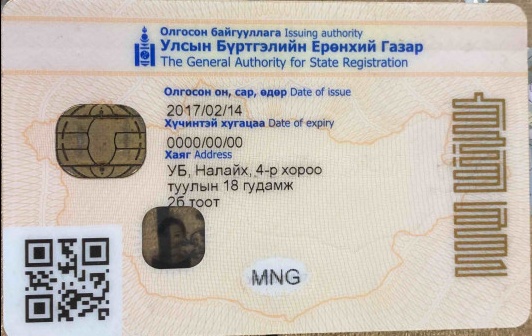 Олгосон байгууллага Issuing authority
Улсын Бүртгэлийн Ерөнхий Газар
The General Authority for State Registration
Олгосон он, сар, өдөр Date of issue
2017/02/14
Хүчинтэй хугацаа Date of expiry
0000/00/00
Хаяг Address
УБ, Налайх, 4-р хороо
туулын 18 гудамж
2б тоот
MNG